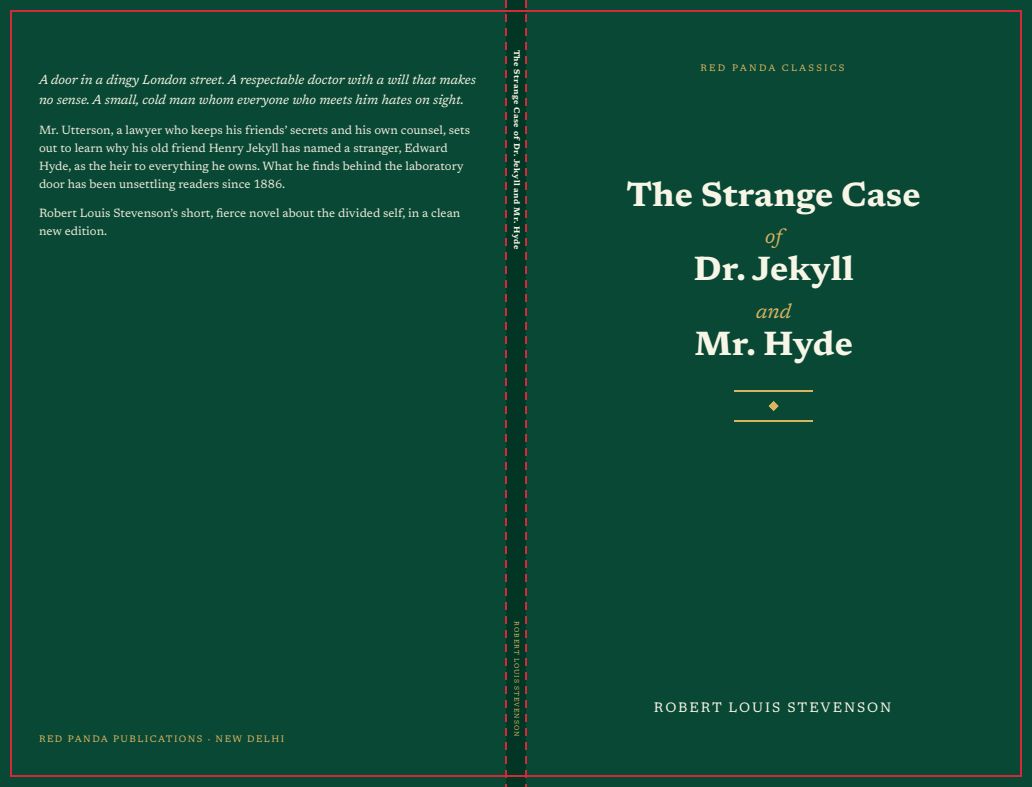 A door in a dingy London street. A respectable doctor with a will that makes
no sense. A small, cold man whom everyone who meets him hates on sight.
Mr. Utterson, a lawyer who keeps his friends’ secrets and his own counsel, sets
out to learn why his old friend Henry Jekyll has named a stranger, Edward
Hyde, as the heir to everything he owns. What he finds behind the laboratory
door has been unsettling readers since 1886.
Robert Louis Stevenson’s short, fierce novel about the divided self, in a clean
new edition.
RED PANDA PUBLICATIONS · NEW DELHI
The Strange Case of Dr. Jekyll and Mr. Hyde
ROBERT LOUIS STEVENSON
RED PANDA CLASSICS
The Strange Case
of
Dr. Jekyll
and
Mr. Hyde
ROBERT LOUIS STEVENSON